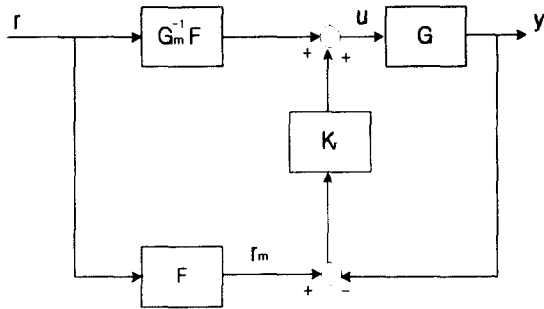 r
G_m^{-1} F
u
G
y
+
+
K_r
F
r_m
+
−